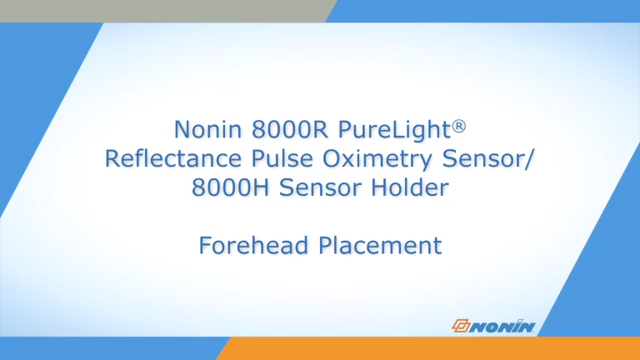 Nonin 8000R PureLight®
Reflectance Pulse Oximetry Sensor/
8000H Sensor Holder
Forehead Placement
NONIN